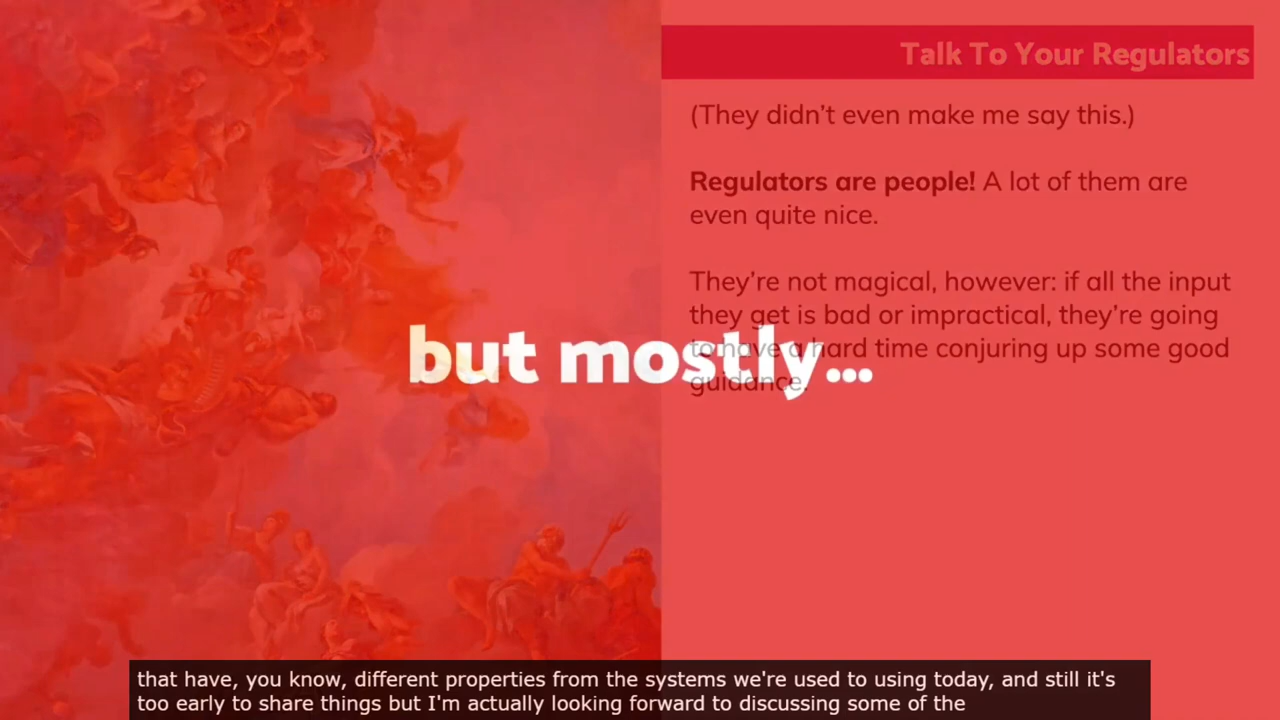 Talk To Your Regulators
(They didn't even make me say this.)
Regulators are people! A lot of them are
even quite nice.
They're not magical, however: if all the input
they get is bad or impractical, they're going
to have a hard time conjuring up some good
guidance.
but mostly...
that have, you know, different properties from the systems we're used to using today, and still it's
too early to share things but I'm actually looking forward to discussing some of the